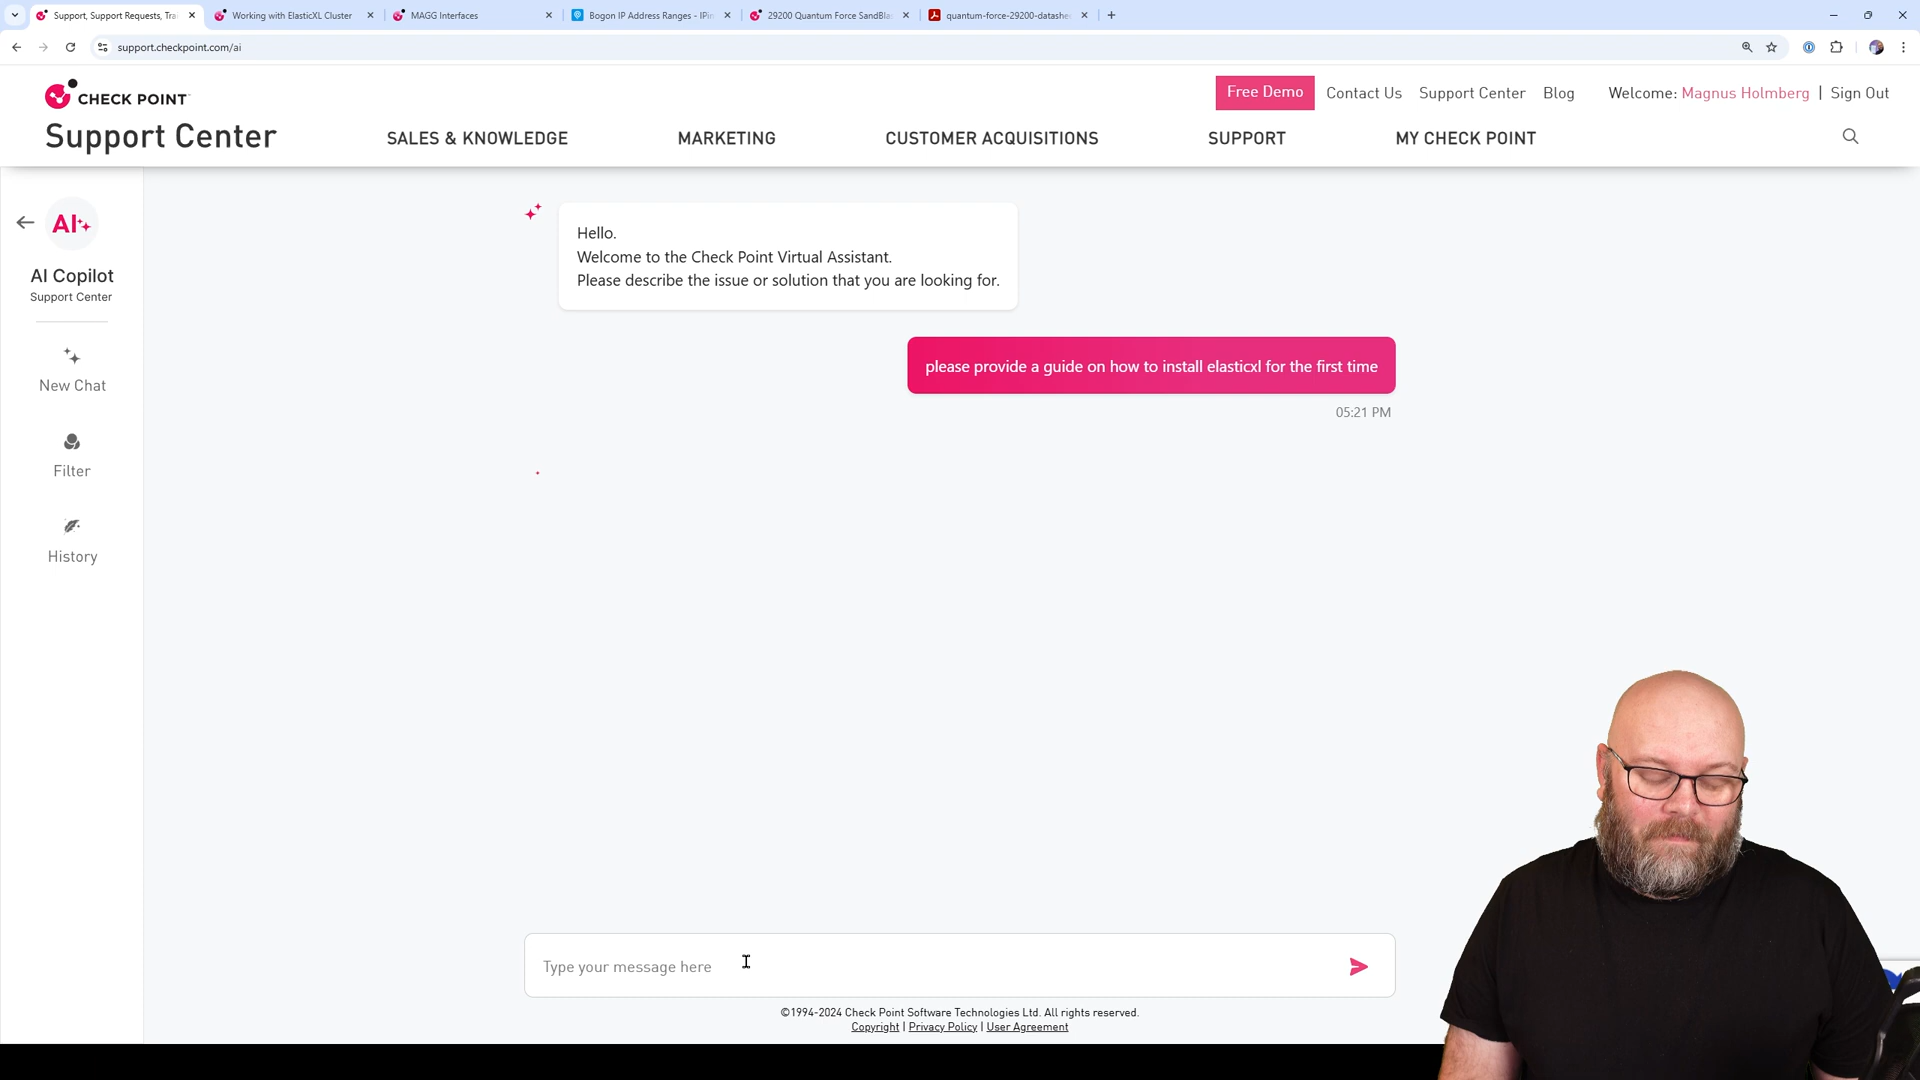 Support, Support Requests, Trai
Working with ElasticXL Cluster
MAGG Interfaces
Bogon IP Address Ranges - IPin
29200 Quantum Force SandBlas
quantum-force-29200-datashe
support.checkpoint.com/ai
CHECK POINT
Support Center
Free Demo
Contact Us
Support Center
Blog
Welcome: Magnus Holmberg | Sign Out
SALES & KNOWLEDGE
MARKETING
CUSTOMER ACQUISITIONS
SUPPORT
MY CHECK POINT
AI
AI Copilot
Support Center
New Chat
Filter
History
Hello.
Welcome to the Check Point Virtual Assistant.
Please describe the issue or solution that you are looking for.
please provide a guide on how to install elasticxl for the first time
05:21 PM
Type your message here
©1994-2024 Check Point Software Technologies Ltd. All rights reserved.
Copyright | Privacy Policy | User Agreement